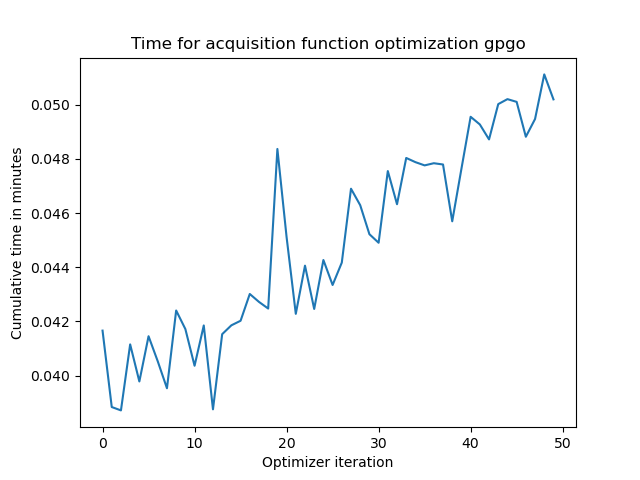 Time for acquisition function optimization gpgo
0.050
0.048
0.046
0.044
0.042
0.040
Cumulative time in minutes
0 10 20 30 40 50
Optimizer iteration